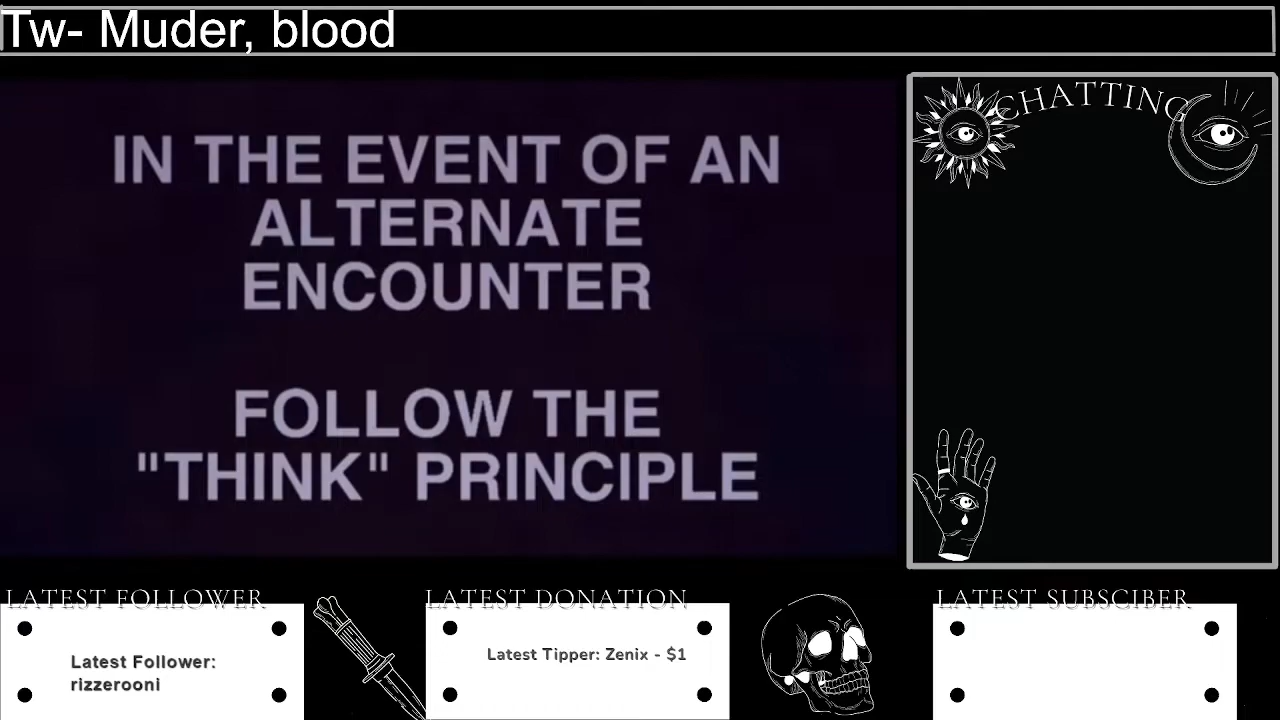 Tw- Muder, blood
IN THE EVENT OF AN
ALTERNATE
ENCOUNTER
FOLLOW THE
"THINK" PRINCIPLE
CHATTING
LATEST FOLLOWER
Latest Follower:
rizzerooni
LATEST DONATION
Latest Tipper: Zenix - $1
LATEST SUBSCIBER